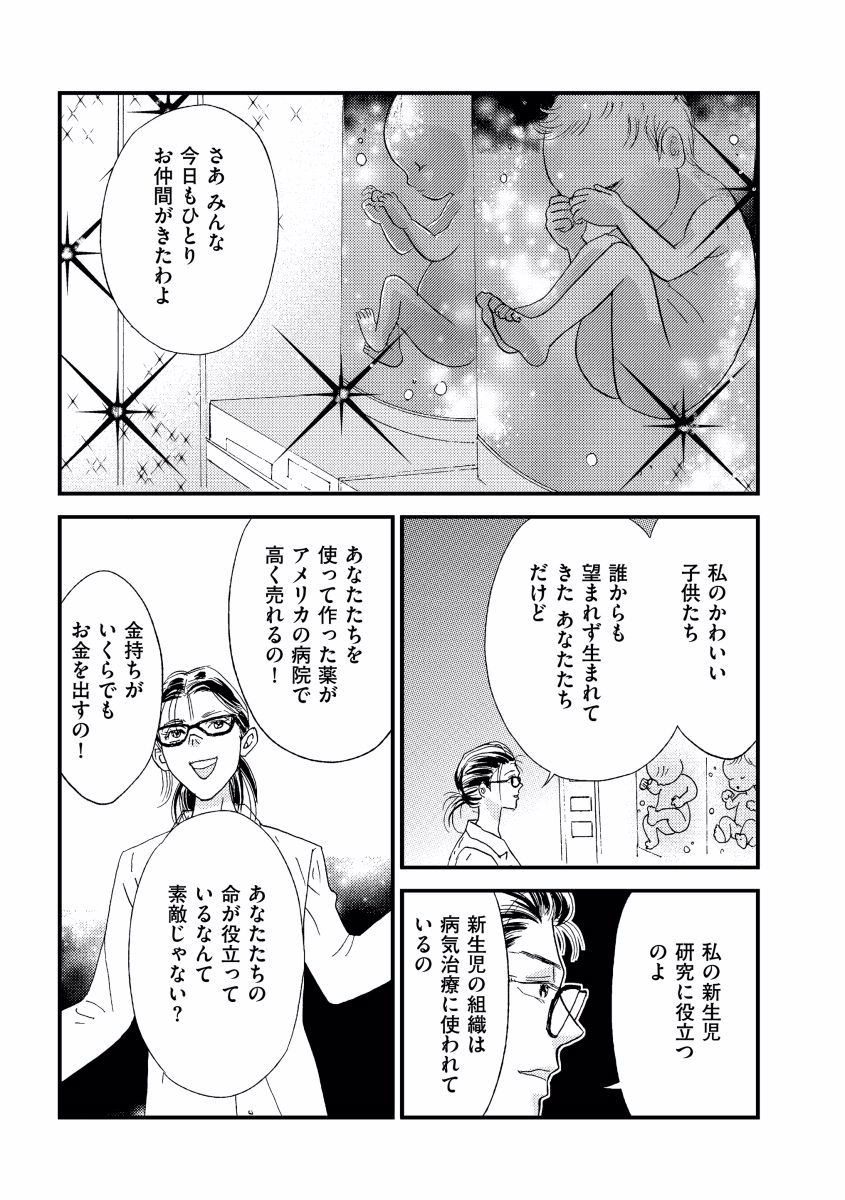 さあ みんな
今日もひとり
お仲間がきたわよ
私のかわいい
子供たち
誰からも
望まれず生まれて
きた あなたたち
だけど
私の新生児
研究に役立つ
のよ
新生児の組織は
病気治療に使われて
いるの
あなたたちを
使って作った薬が
アメリカの病院で
高く売れるの！
金持ちが
いくらでも
お金を出すの！
あなたたちの
命が役立って
いるなんて
素敵じゃない？